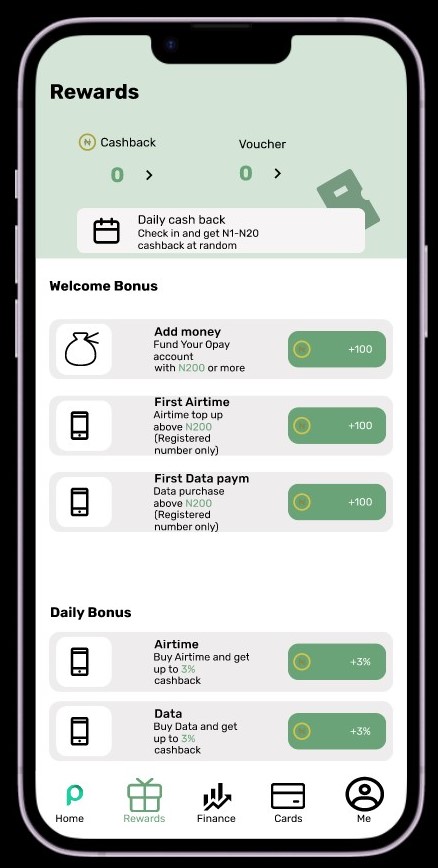 Rewards
Cashback
Voucher
0
0
Daily cash back
Check in and get N1-N20
cashback at random
Welcome Bonus
Add money
Fund Your Opay
account
with N200 or more
+100
First Airtime
Airtime top up
above N200
(Registered
number only)
+100
First Data paym
Data purchase
above N200
(Registered
number only)
+100
Daily Bonus
Airtime
Buy Airtime and get
up to 3%
cashback
+3%
Data
Buy Data and get
up to 3%
cashback
+3%
Home
Rewards
Finance
Cards
Me